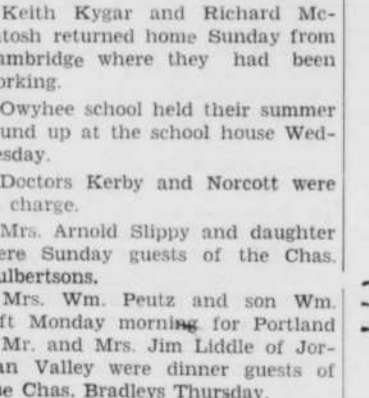 Keith Kygar and Richard Mc-
tosh returned home Sunday from
ambridge where they had been
orking.
Owyhee school held their summer
und up at the school house Wed-
esday.
Doctors Kerby and Norcott were
charge.
Mrs. Arnold Slippy and daughter
ere Sunday guests of the Chas.
ulbertsons.
Mrs. Wm. Peutz and son Wm.
ft Monday morning for Portland
Mr. and Mrs. Jim Liddle of Jor-
an Valley were dinner guests of
e Chas. Bradleys Thursday.